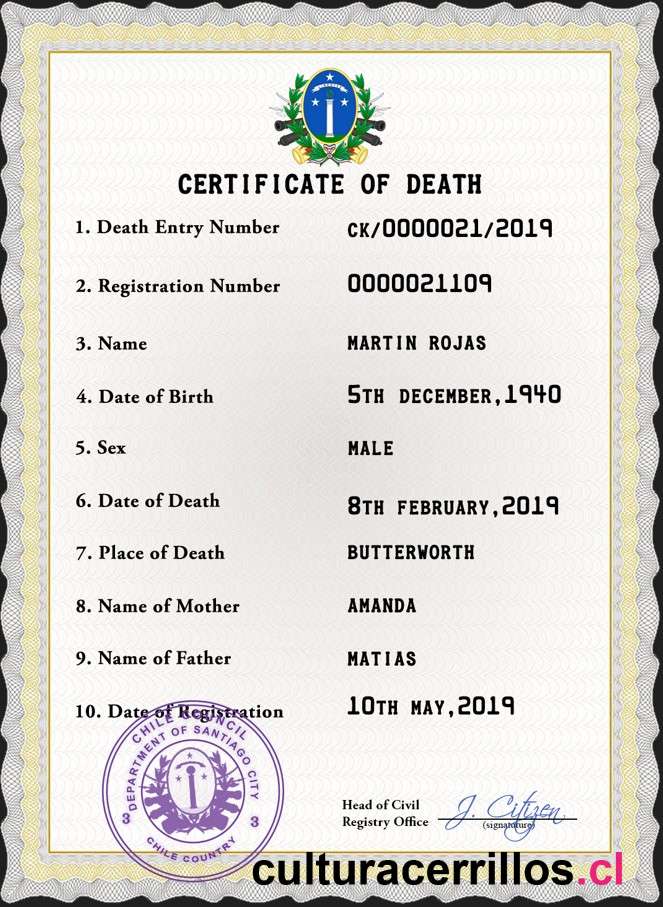 CERTIFICATE OF DEATH
1. Death Entry Number CK/0000021/2019
2. Registration Number 0000021109
3. Name MARTIN ROJAS
4. Date of Birth 5TH DECEMBER,1940
5. Sex MALE
6. Date of Death 8TH FEBRUARY,2019
7. Place of Death BUTTERWORTH
8. Name of Mother AMANDA
9. Name of Father MATIAS
10. Date of Registration 10TH MAY,2019
CHILE COUNCIL
DEPARTMENT OF SANTIAGO CITY
3 3
CHILE COUNTRY
Head of Civil
Registry Office
J. Citizen
(signatuture)
culturacerrillos.cl